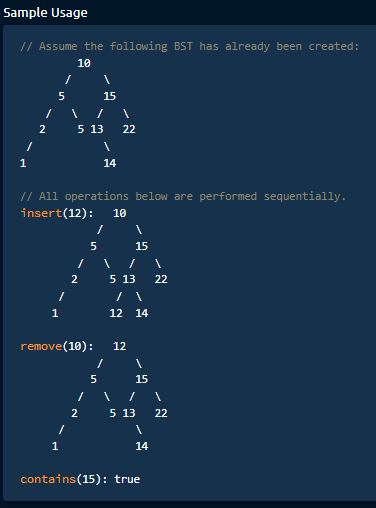 Sample Usage
// Assume the following BST has already been created:
         10
       /     \
      5      15
    /   \   /   \
   2     5 13   22
 /           \
1            14
// All operations below are performed sequentially.
insert(12):   10
            /     \
           5      15
         /   \   /   \
        2     5 13   22
      /        /  \
     1        12  14
remove(10):   12
            /     \
           5      15
         /   \   /   \
        2     5 13   22
      /           \
     1            14
contains(15): true